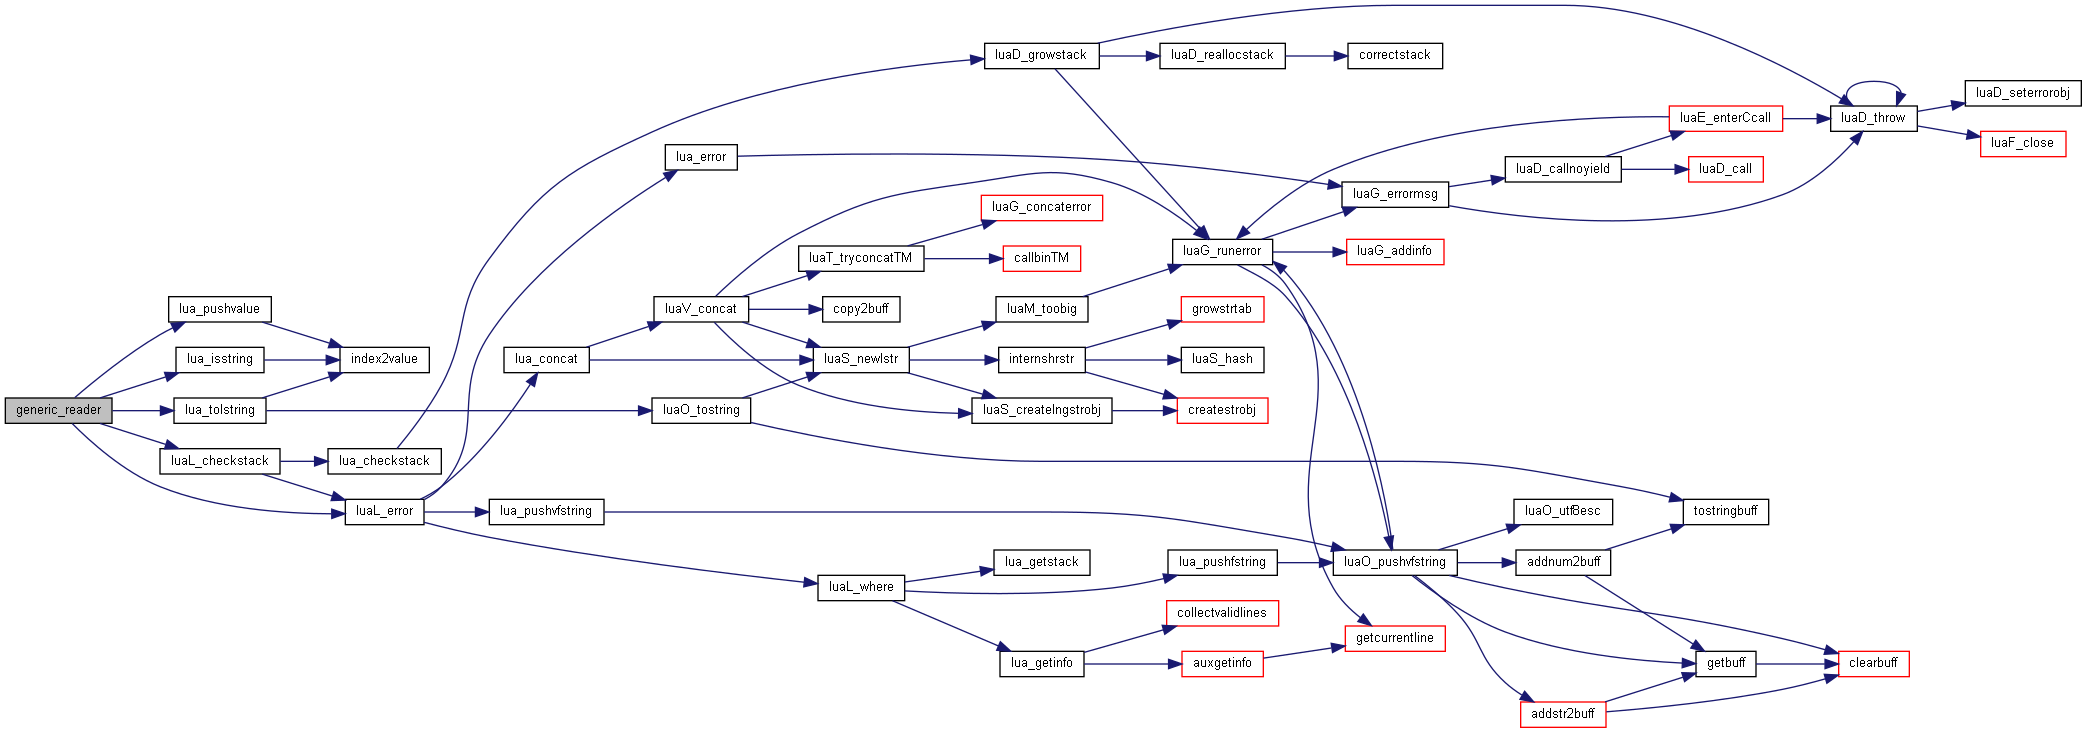 generic_reader
lua_pushvalue
lua_isstring
lua_tolstring
luaL_checkstack
index2value
lua_checkstack
luaL_error
lua_concat
lua_pushvfstring
lua_error
luaV_concat
luaO_tostring
luaT_tryconcatTM
copy2buff
luaS_newlstr
luaL_where
luaD_growstack
luaG_concaterror
callbinTM
luaM_toobig
internshrstr
luaS_createlngstrobj
lua_getstack
lua_getinfo
luaD_reallocstack
luaG_runerror
growstrtab
luaS_hash
createstrobj
lua_pushfstring
collectvalidlines
auxgetinfo
correctstack
luaG_errormsg
luaG_addinfo
luaO_pushvfstring
getcurrentline
luaD_callnoyield
luaO_utf8esc
addnum2buff
addstr2buff
luaE_enterCcall
luaD_call
tostringbuff
getbuff
luaD_throw
clearbuff
luaD_seterrorobj
luaF_close